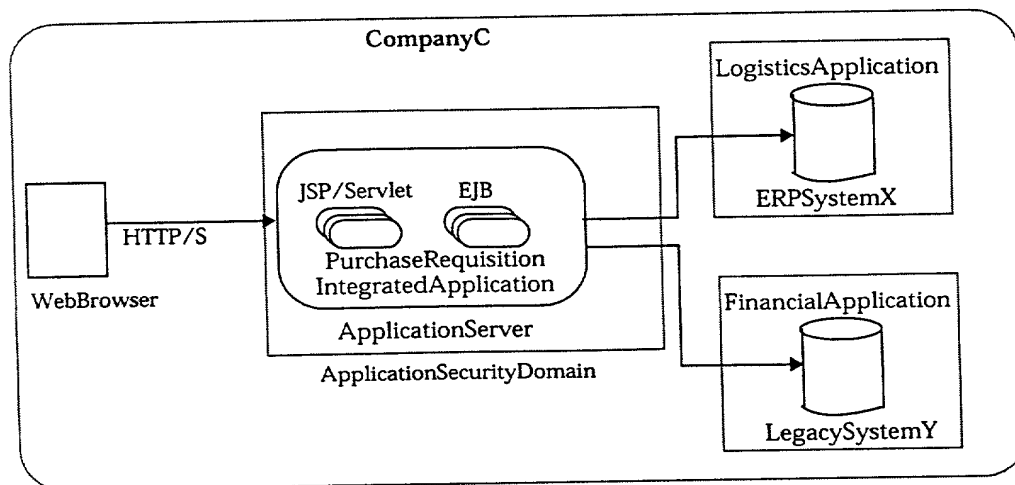 CompanyC
LogisticsApplication
ERPSystemX
JSP/Servlet
EJB
PurchaseRequisition
IntegratedApplication
ApplicationServer
ApplicationSecurityDomain
HTTP/S
WebBrowser
FinancialApplication
LegacySystemY